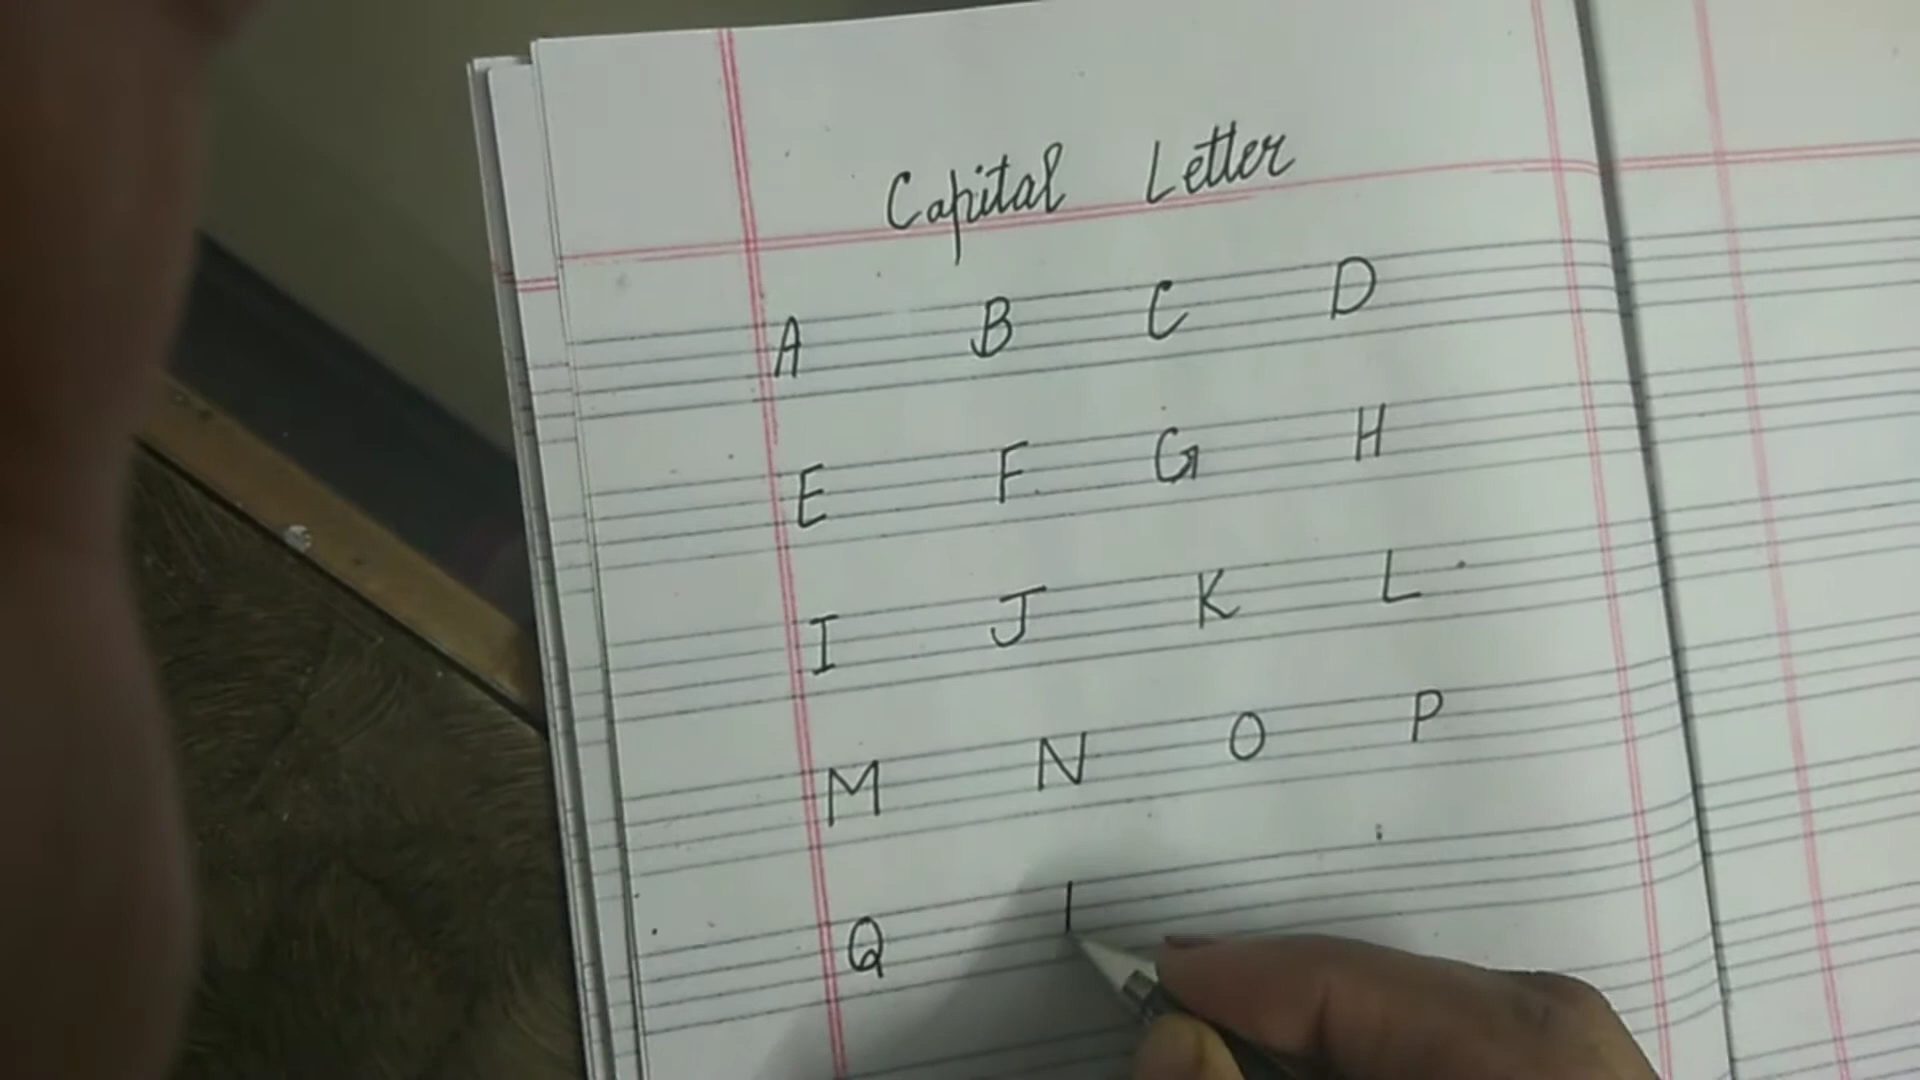 Capital Letter
A B C D
E F G H
I J K L
M N O P
Q